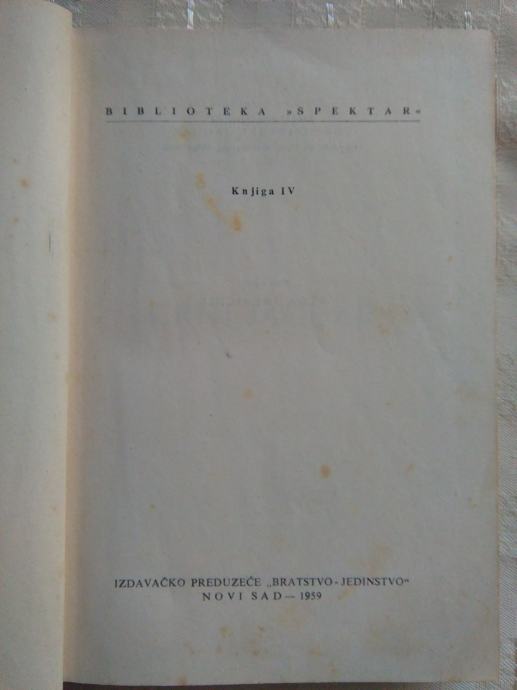 BIBLIOTEKA »SPEKTAR«
Knjiga IV
IZDAVAČKO PREDUZEĆE „BRATSTVO-JEDINSTVO“
NOVI SAD — 1959